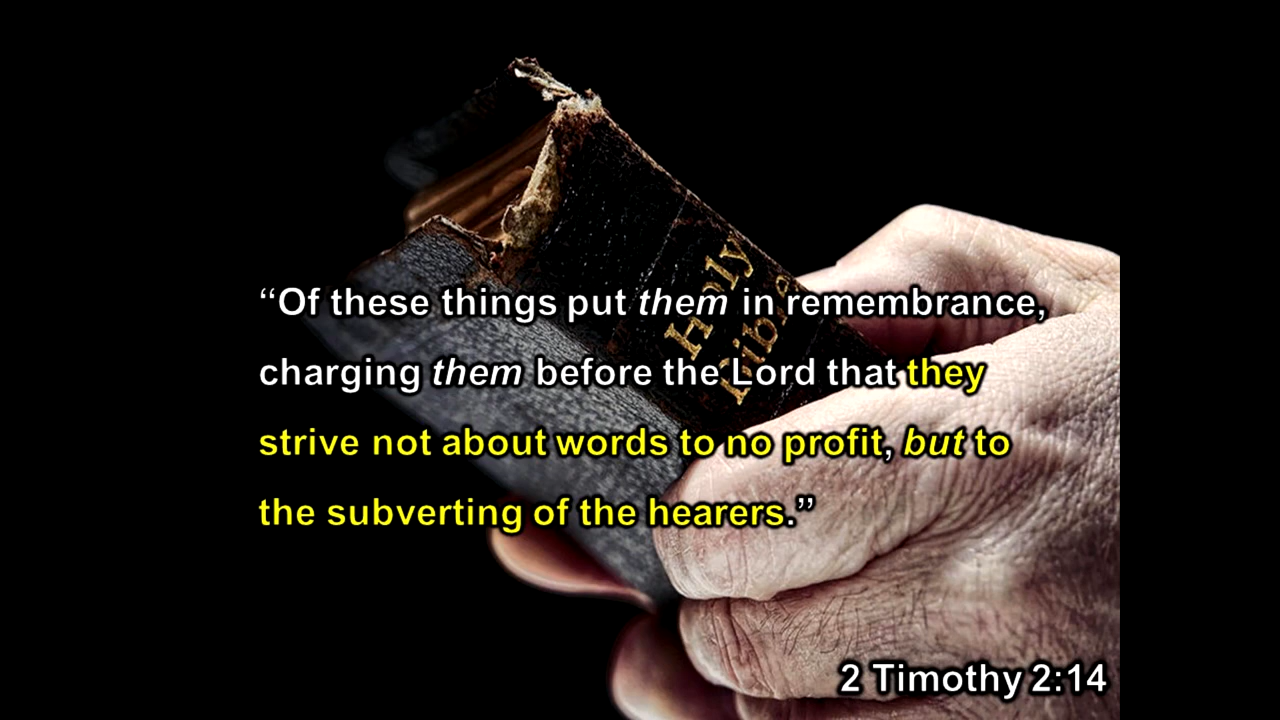 Holy
Bible
“Of these things put them in remembrance,
charging them before the Lord that they
strive not about words to no profit, but to
the subverting of the hearers.”
2 Timothy 2:14